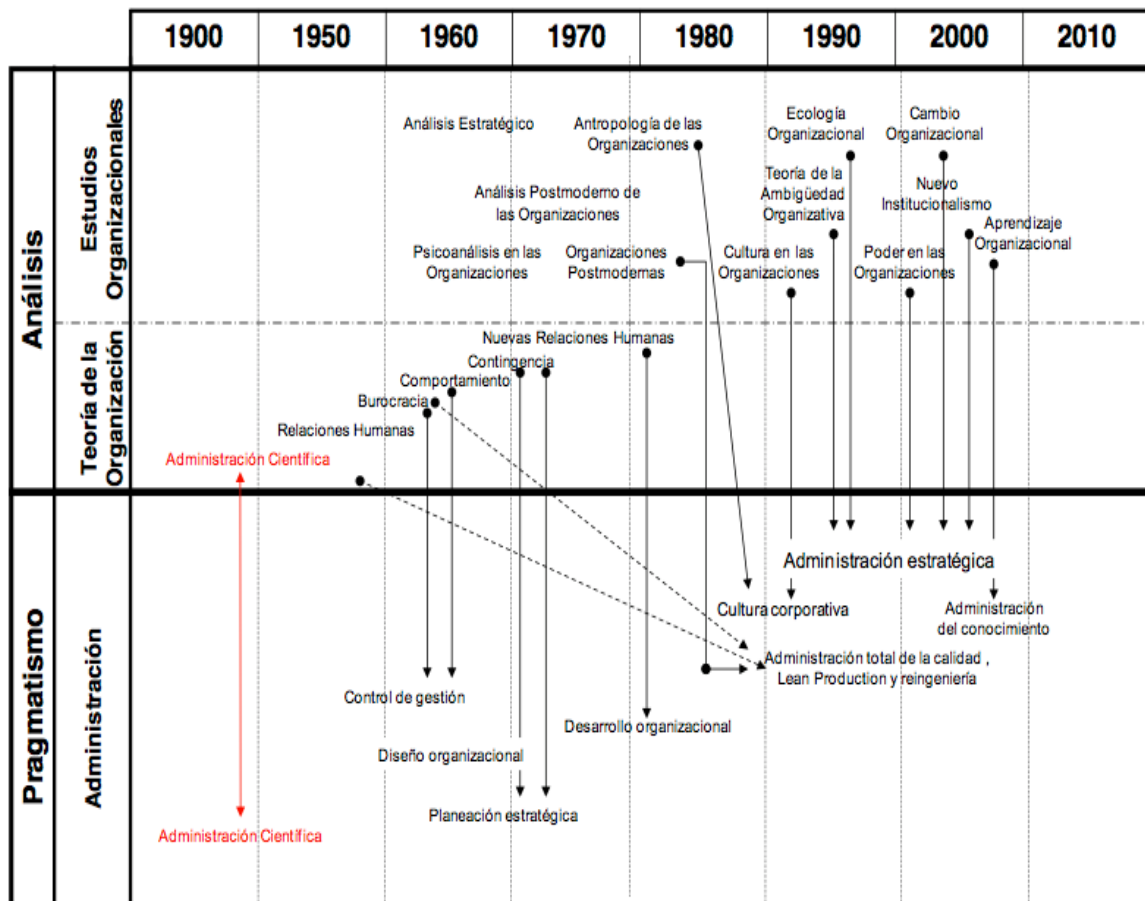 1900 1950 1960 1970 1980 1990 2000 2010
Análisis
Estudios
Organizacionales
Análisis Estratégico
Antropología de las
Organizaciones
Ecología
Organizacional
Cambio
Organizacional
Análisis Postmoderno de
las Organizaciones
Teoría de la
Ambigüedad
Organizativa
Nuevo
Institucionalismo
Aprendizaje
Organizacional
Psicoanálisis en las
Organizaciones
Organizaciones
Postmodernas
Cultura en las
Organizaciones
Poder en las
Organizaciones
Teoría de la
Organización
Nuevas Relaciones Humanas
Contingencia
Comportamiento
Burocracia
Relaciones Humanas
Administración Científica
Pragmatismo
Administración
Administración estratégica
Cultura corporativa
Administración
del conocimiento
Administración total de la calidad ,
Lean Production y reingeniería
Control de gestión
Desarrollo organizacional
Diseño organizacional
Planeación estratégica
Administración Científica